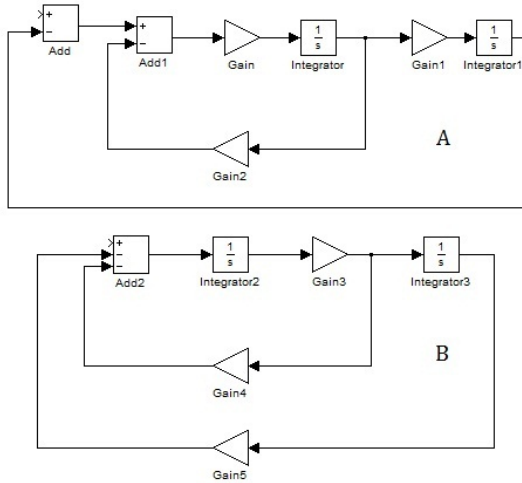 +
−
Add
+
−
Add1
Gain
1
s
Integrator
Gain1
1
s
Integrator1
Gain2
A
+
−
−
Add2
1
s
Integrator2
Gain3
1
s
Integrator3
Gain4
B
Gain5